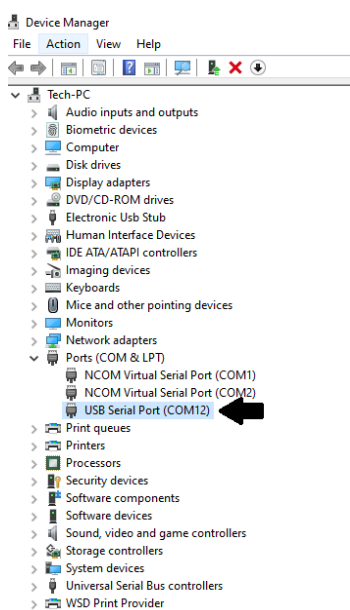 Device Manager
File Action View Help
Tech-PC
Audio inputs and outputs
Biometric devices
Computer
Disk drives
Display adapters
DVD/CD-ROM drives
Electronic Usb Stub
Human Interface Devices
IDE ATA/ATAPI controllers
Imaging devices
Keyboards
Mice and other pointing devices
Monitors
Network adapters
Ports (COM & LPT)
NCOM Virtual Serial Port (COM1)
NCOM Virtual Serial Port (COM2)
USB Serial Port (COM12)
Print queues
Printers
Processors
Security devices
Software components
Software devices
Sound, video and game controllers
Storage controllers
System devices
Universal Serial Bus controllers
WSD Print Provider